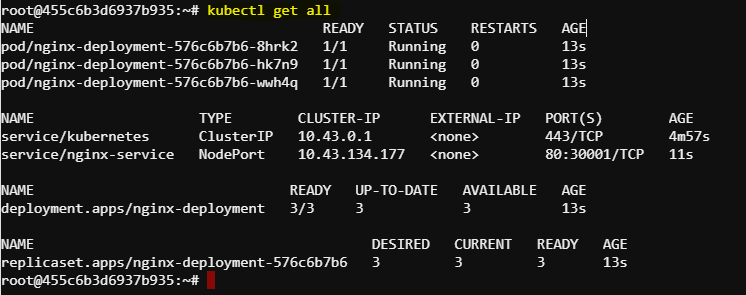 root@455c6b3d6937b935:~# kubectl get all
NAME READY STATUS RESTARTS AGE
pod/nginx-deployment-576c6b7b6-8hrk2 1/1 Running 0 13s
pod/nginx-deployment-576c6b7b6-hk7n9 1/1 Running 0 13s
pod/nginx-deployment-576c6b7b6-wwh4q 1/1 Running 0 13s
NAME TYPE CLUSTER-IP EXTERNAL-IP PORT(S) AGE
service/kubernetes ClusterIP 10.43.0.1 <none> 443/TCP 4m57s
service/nginx-service NodePort 10.43.134.177 <none> 80:30001/TCP 11s
NAME READY UP-TO-DATE AVAILABLE AGE
deployment.apps/nginx-deployment 3/3 3 3 13s
NAME DESIRED CURRENT READY AGE
replicaset.apps/nginx-deployment-576c6b7b6 3 3 3 13s
root@455c6b3d6937b935:~#